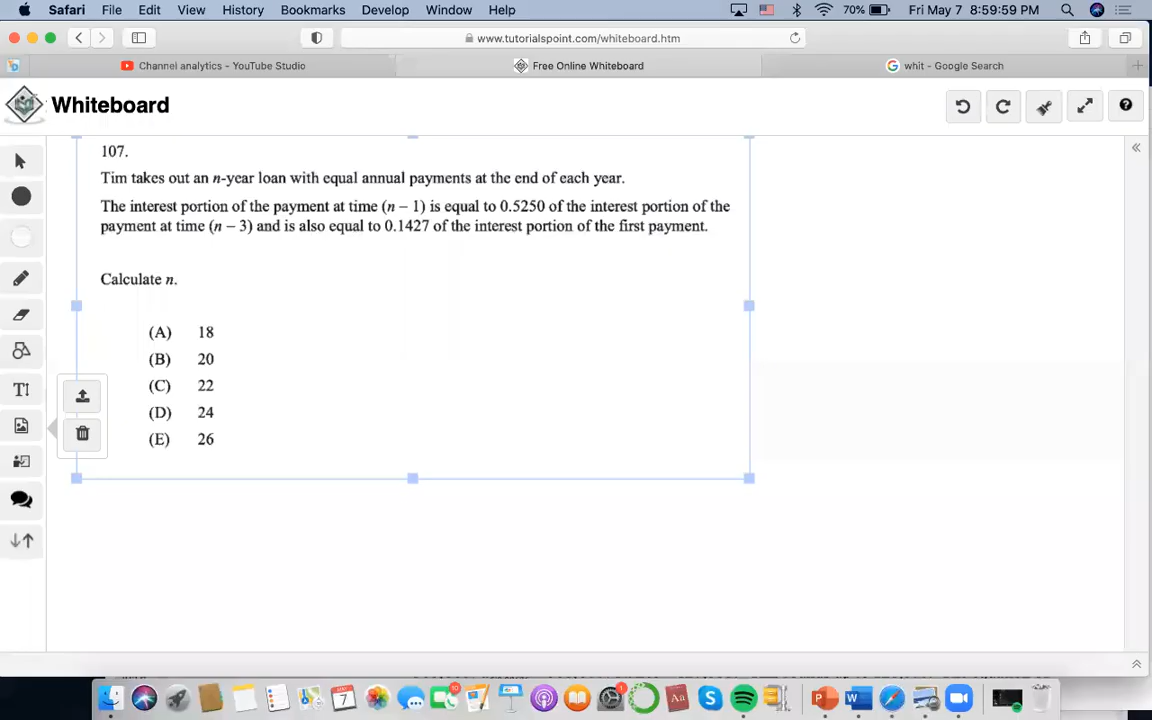 Safari File Edit View History Bookmarks Develop Window Help 70% Fri May 7 8:59:59 PM
www.tutorialspoint.com/whiteboard.htm
Channel analytics - YouTube Studio Free Online Whiteboard whit - Google Search
Whiteboard
107.
Tim takes out an n-year loan with equal annual payments at the end of each year.
The interest portion of the payment at time (n – 1) is equal to 0.5250 of the interest portion of the
payment at time (n – 3) and is also equal to 0.1427 of the interest portion of the first payment.
Calculate n.
(A) 18
(B) 20
(C) 22
(D) 24
(E) 26